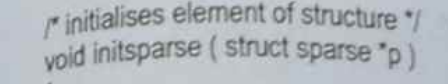 /* initialises element of structure */
void initsparse ( struct sparse *p )